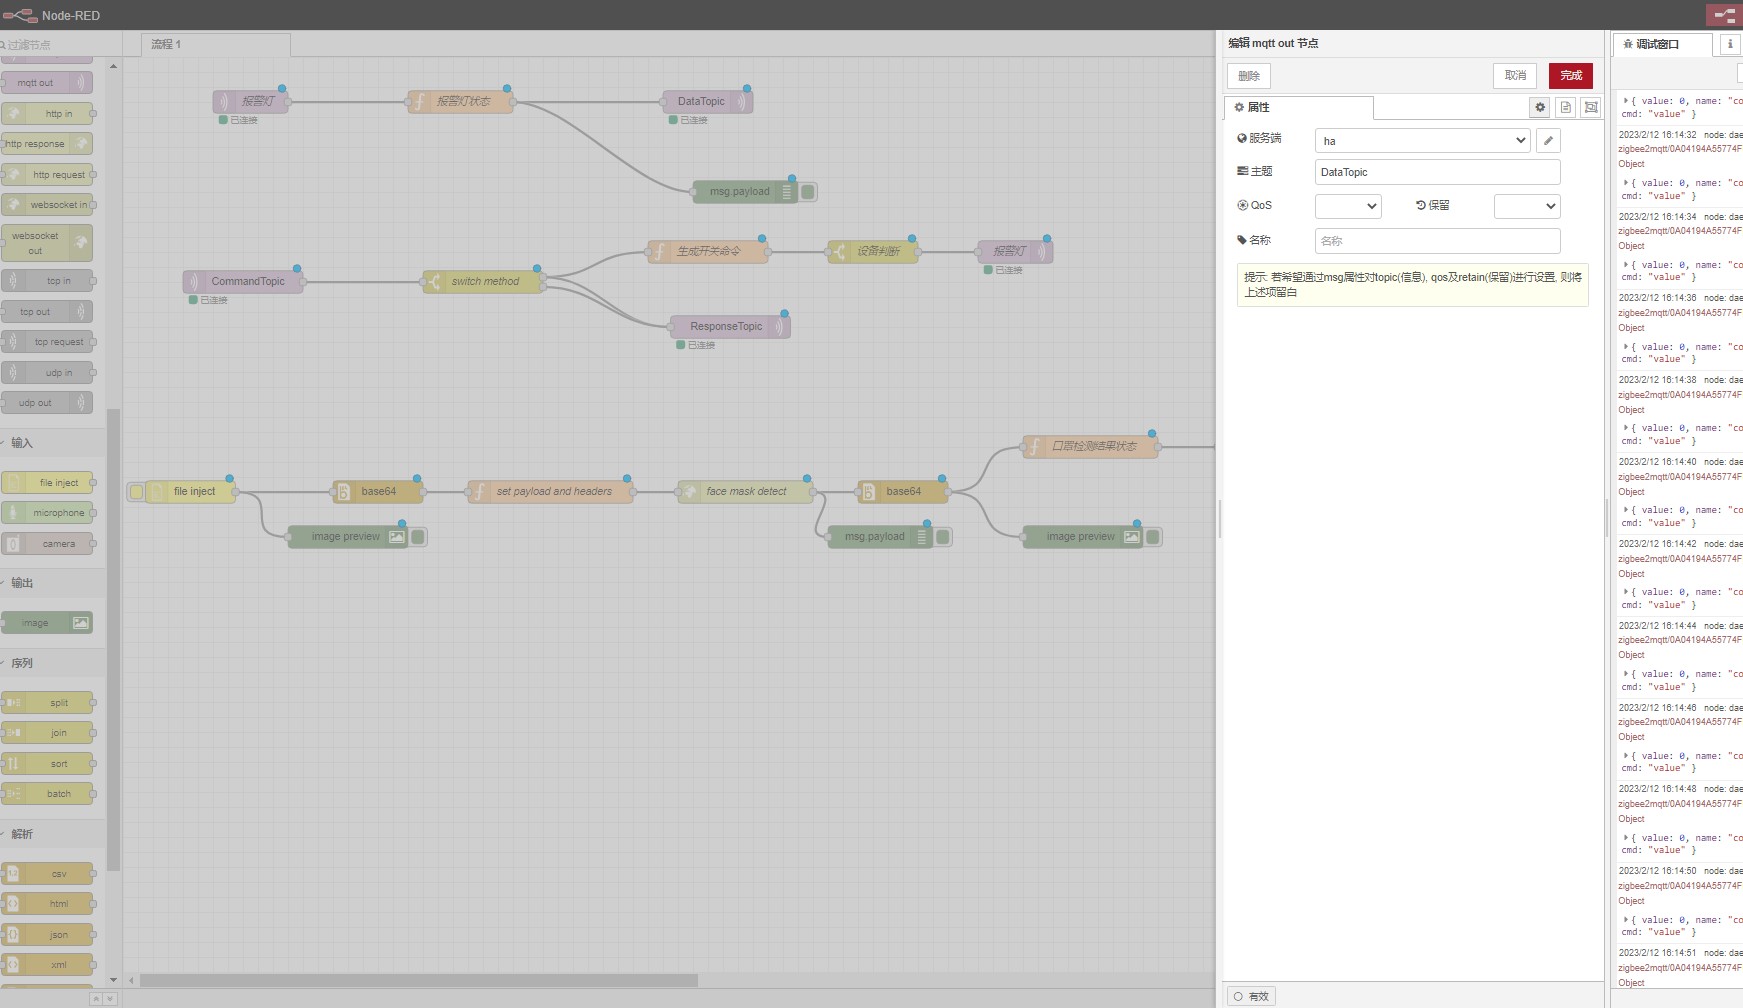 Node-RED
过滤节点
mqtt out
http in
http response
http request
websocket in
websocket
out
tcp in
tcp out
tcp request
udp in
udp out
输入
file inject
microphone
camera
输出
image
序列
split
join
sort
batch
解析
csv
html
json
xml
流程 1
报警灯
已连接
报警灯状态
DataTopic
已连接
msg.payload
CommandTopic
已连接
switch method
生成开关命令
设备判断
报警灯
已连接
ResponseTopic
已连接
口罩检测结果状态
file inject
base64
set payload and headers
face mask detect
base64
image preview
msg.payload
image preview
编辑 mqtt out 节点
删除
取消
完成
属性
服务端
ha
主题
DataTopic
QoS
保留
名称
名称
提示: 若希望通过msg属性对topic(信息), qos及retain(保留)进行设置, 则将
上述项留白
有效
调试窗口
{ value: 0, name: "co
cmd: "value" }
2023/2/12 16:14:32 node: dae
zigbee2mqtt/0A04194A55774F
Object
{ value: 0, name: "co
cmd: "value" }
2023/2/12 16:14:34 node: dae
zigbee2mqtt/0A04194A55774F
Object
{ value: 0, name: "co
cmd: "value" }
2023/2/12 16:14:36 node: dae
zigbee2mqtt/0A04194A55774F
Object
{ value: 0, name: "co
cmd: "value" }
2023/2/12 16:14:38 node: dae
zigbee2mqtt/0A04194A55774F
Object
{ value: 0, name: "co
cmd: "value" }
2023/2/12 16:14:40 node: dae
zigbee2mqtt/0A04194A55774F
Object
{ value: 0, name: "co
cmd: "value" }
2023/2/12 16:14:42 node: dae
zigbee2mqtt/0A04194A55774F
Object
{ value: 0, name: "co
cmd: "value" }
2023/2/12 16:14:44 node: dae
zigbee2mqtt/0A04194A55774F
Object
{ value: 0, name: "co
cmd: "value" }
2023/2/12 16:14:46 node: dae
zigbee2mqtt/0A04194A55774F
Object
{ value: 0, name: "co
cmd: "value" }
2023/2/12 16:14:48 node: dae
zigbee2mqtt/0A04194A55774F
Object
{ value: 0, name: "co
cmd: "value" }
2023/2/12 16:14:50 node: dae
zigbee2mqtt/0A04194A55774F
Object
{ value: 0, name: "co
cmd: "value" }
2023/2/12 16:14:51 node: dae
zigbee2mqtt/0A04194A55774F
Object